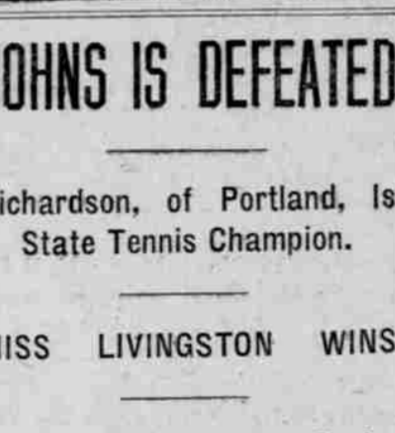 OHNS IS DEFEATED
ichardson, of Portland, Is
State Tennis Champion.
ISS LIVINGSTON WINS